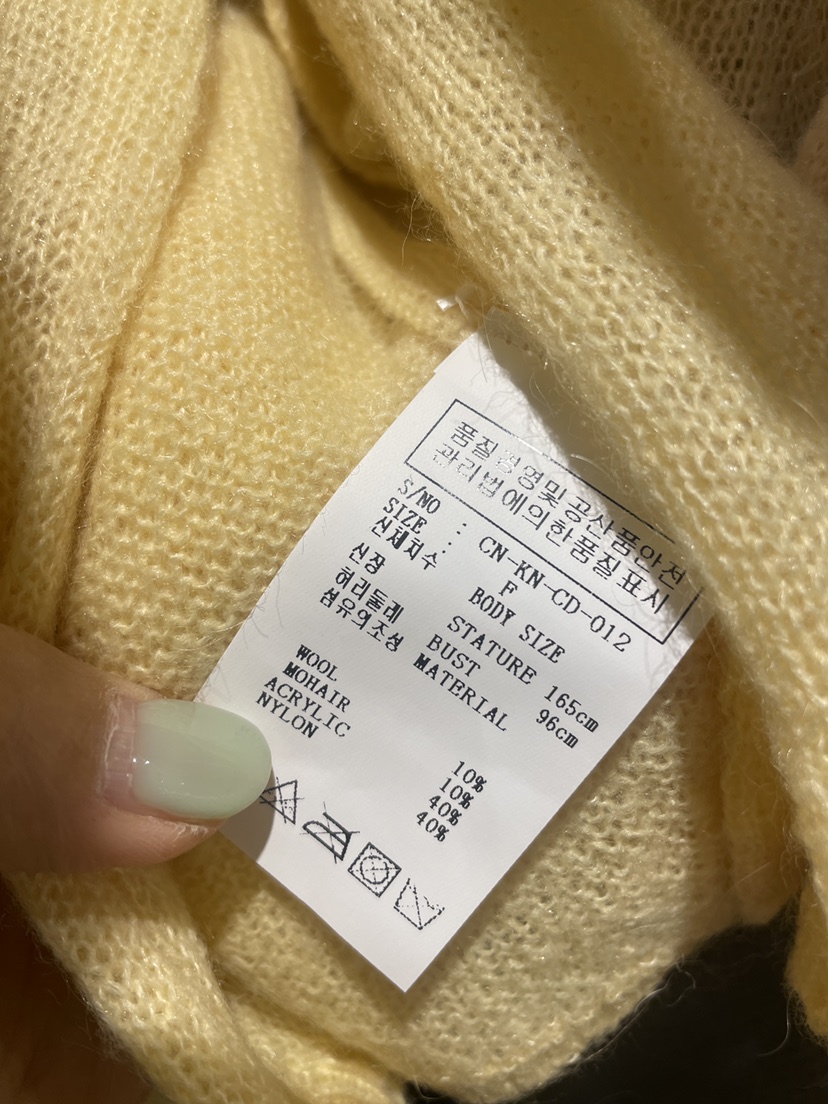 품질경영및공산품안전
관리법에의한품질표시
S/NO : CN-KN-CD-012
SIZE : F
신체치수 BODY SIZE
신장 STATURE 165cm
허리둘레 BUST 96cm
섬유의조성 MATERIAL
WOOL 10%
MOHAIR 10%
ACRYLIC 40%
NYLON 40%